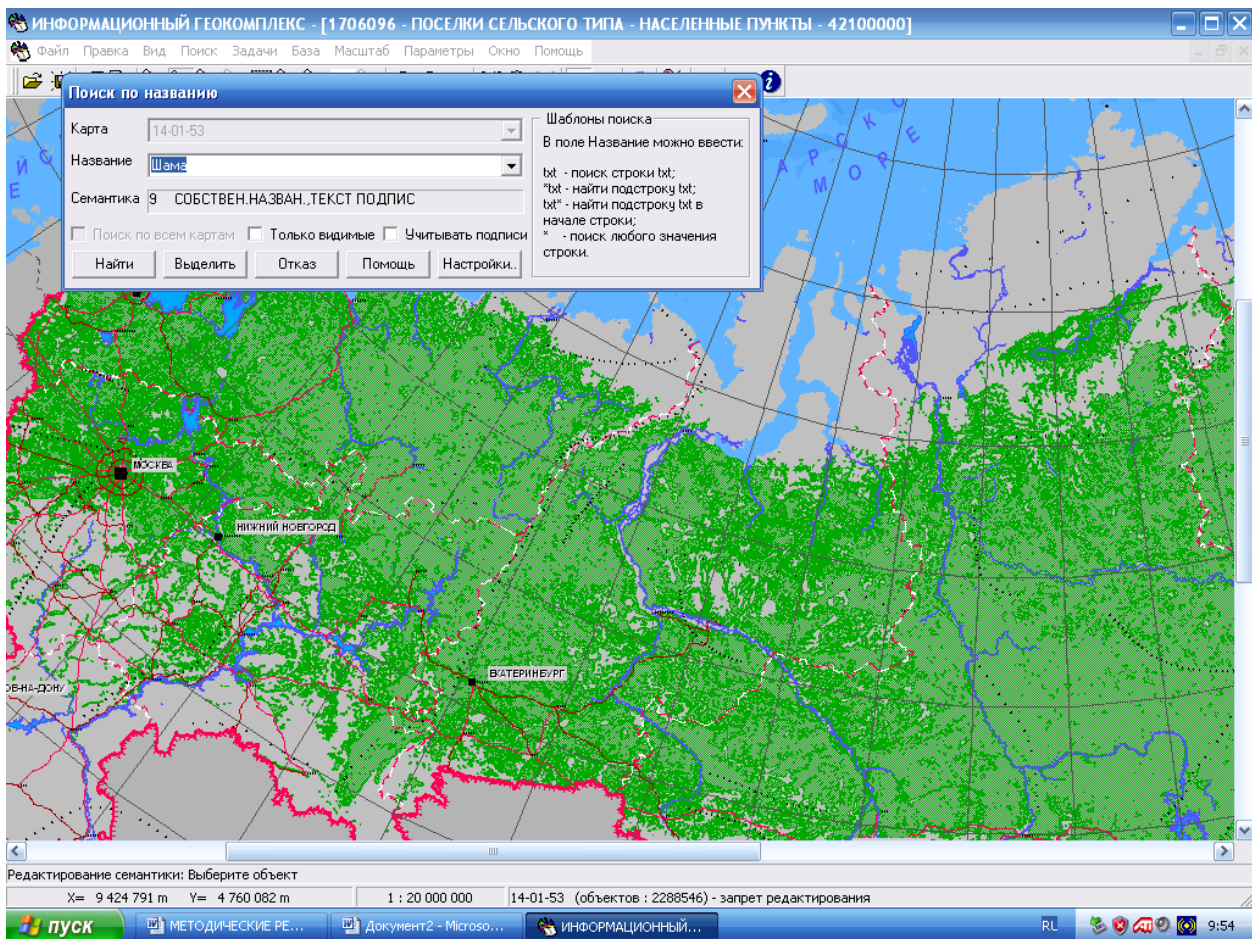 ИНФОРМАЦИОННЫЙ ГЕОКОМПЛЕКС - [1706096 - ПОСЕЛКИ СЕЛЬСКОГО ТИПА - НАСЕЛЕННЫЕ ПУНКТЫ - 42100000]
Файл Правка Вид Поиск Задачи База Масштаб Параметры Окно Помощь
Поиск по названию
Карта 14-01-53
Название Шама
Семантика 9 СОБСТВЕН.НАЗВАН.,ТЕКСТ ПОДПИС
Поиск по всем картам Только видимые Учитывать подписи
Найти Выделить Отказ Помощь Настройки..
Шаблоны поиска
В поле Название можно ввести:
txt - поиск строки txt;
*txt - найти подстроку txt;
txt* - найти подстроку txt в
начале строки;
* - поиск любого значения
строки.
К А Р С К О Е
М О Р Е
МОСКВА
НИЖНИЙ НОВГОРОД
ЕКАТЕРИНБУРГ
ОВ-НА-ДОНУ
Редактирование семантики: Выберите объект
X= 9 424 791 m Y= 4 760 082 m 1 : 20 000 000 14-01-53 (объектов : 2288546) - запрет редактирования
пуск МЕТОДИЧЕСКИЕ РЕ... Документ2 - Microso... ИНФОРМАЦИОННЫЙ... RL 9:54